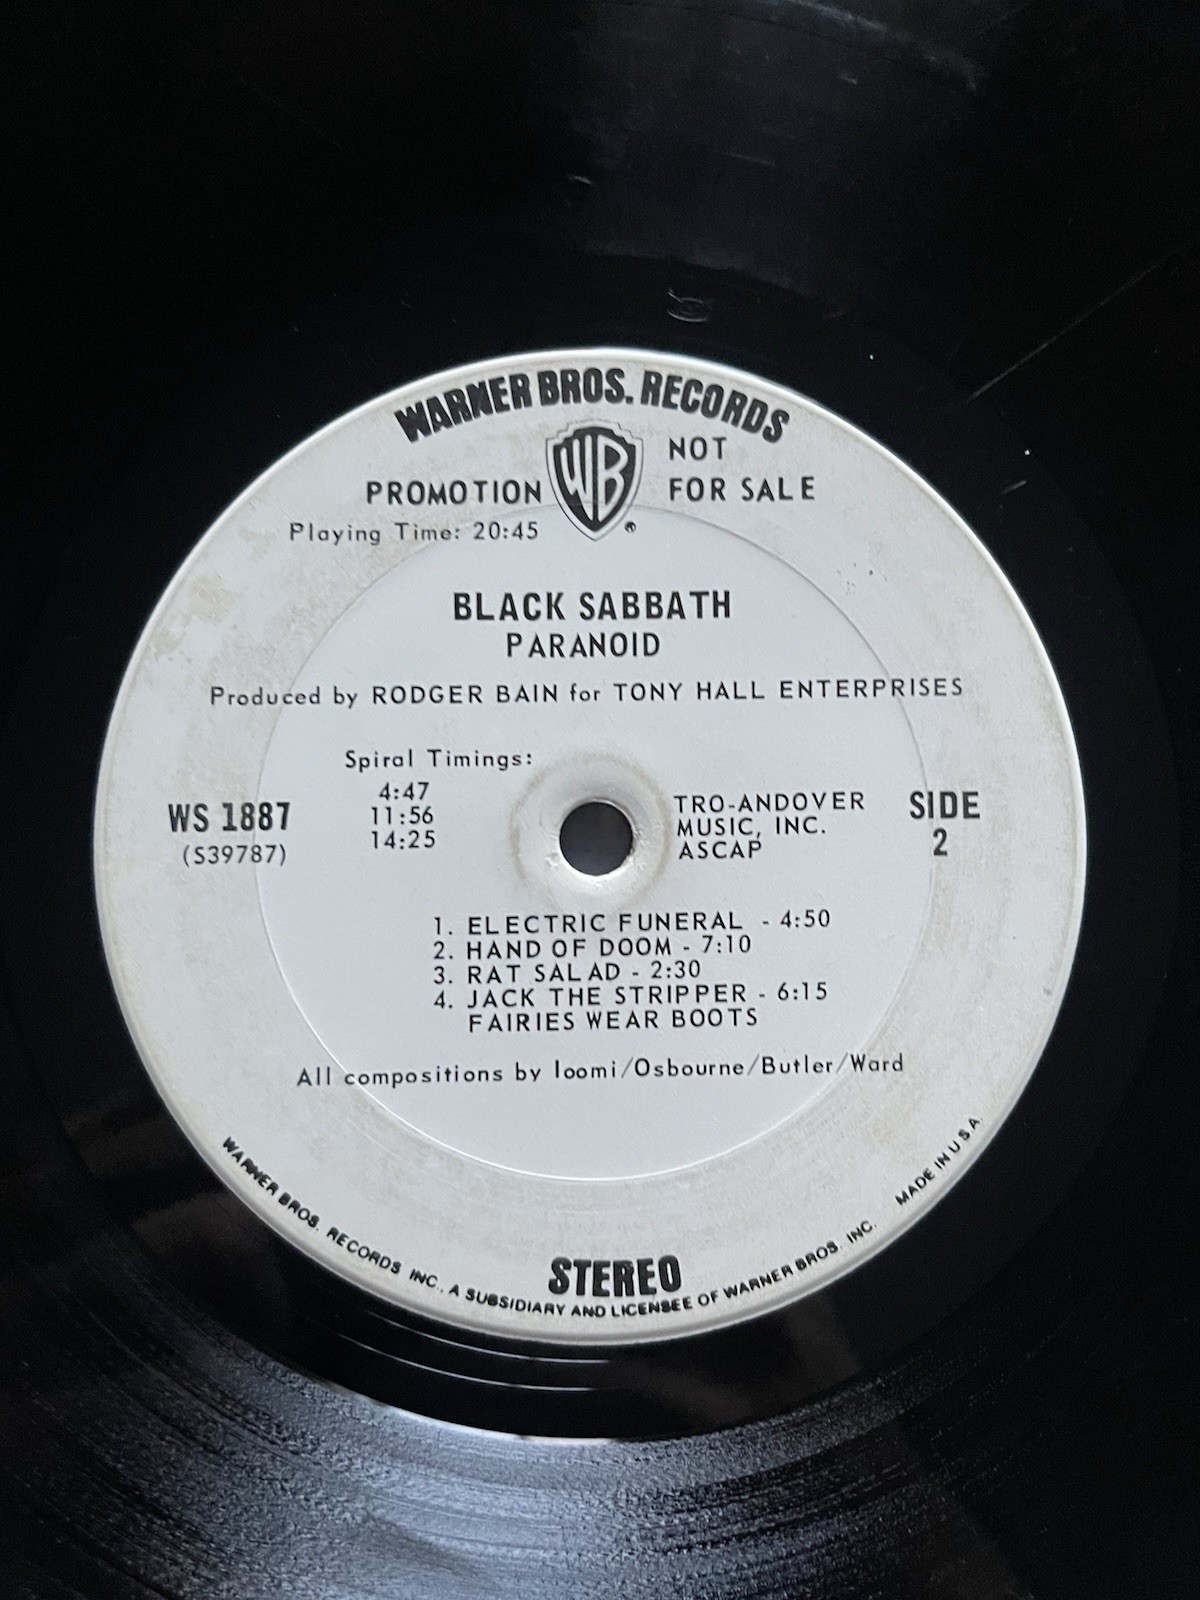 WARNER BROS. RECORDS
WB
NOT
PROMOTION FOR SALE
Playing Time: 20:45
BLACK SABBATH
PARANOID
Produced by RODGER BAIN for TONY HALL ENTERPRISES
Spiral Timings:
4:47
11:56
14:25
WS 1887
(S39787)
TRO-ANDOVER
MUSIC, INC.
ASCAP
SIDE
2
1. ELECTRIC FUNERAL - 4:50
2. HAND OF DOOM - 7:10
3. RAT SALAD - 2:30
4. JACK THE STRIPPER - 6:15
FAIRIES WEAR BOOTS
All compositions by Ioomi/Osbourne/Butler/Ward
STEREO
WARNER BROS. RECORDS INC., A SUBSIDIARY AND LICENSEE OF WARNER BROS. INC. MADE IN U.S.A.